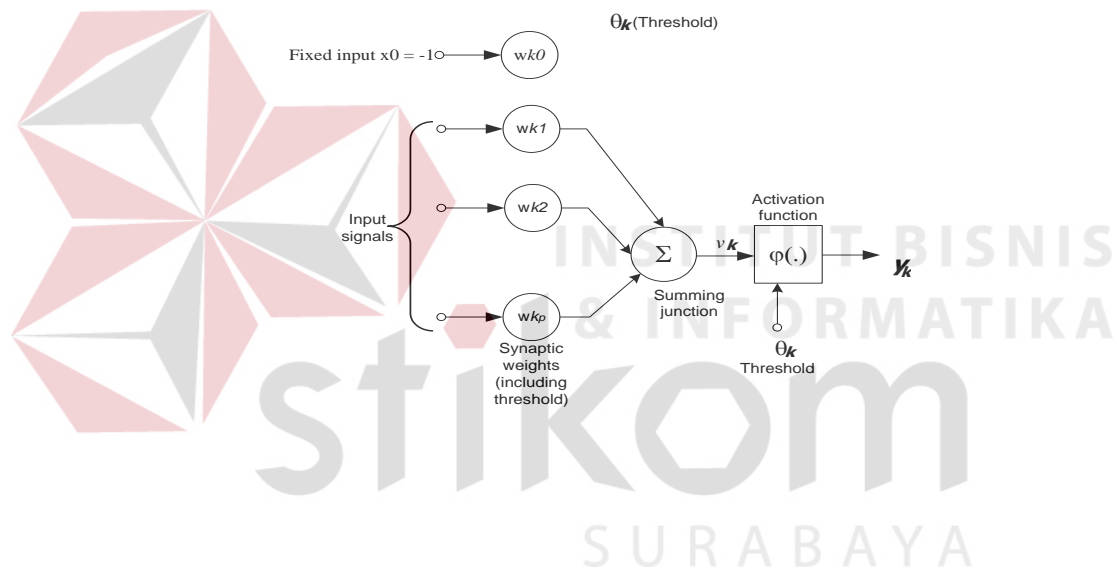 θk (Threshold)
Fixed input x0 = -1
wk0
wk1
wk2
wkp
Input
signals
Σ
vk
Activation
function
φ(.)
yk
Summing
junction
θk
Threshold
Synaptic
weights
(including
threshold)
INSTITUT BISNIS
& INFORMATIKA
stikom
SURABAYA